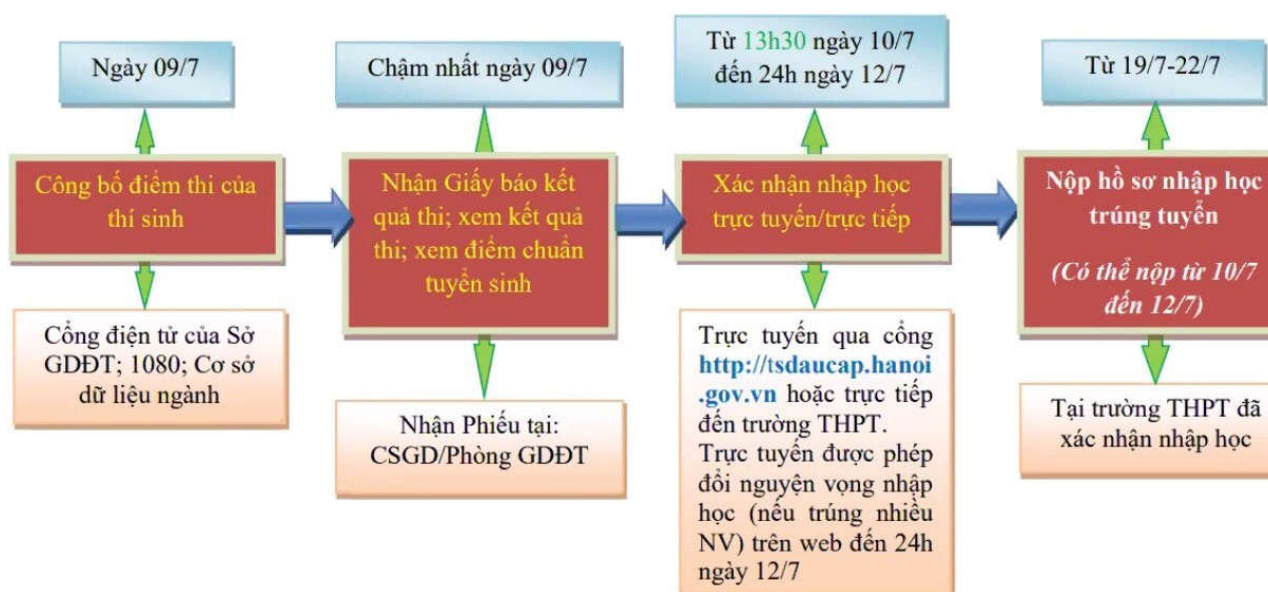 Ngày 09/7
Chậm nhất ngày 09/7
Từ 13h30 ngày 10/7
đến 24h ngày 12/7
Từ 19/7-22/7
Công bố điểm thi của
thí sinh
Nhận Giấy báo kết
quả thi; xem kết quả
thi; xem điểm chuẩn
tuyển sinh
Xác nhận nhập học
trực tuyến/trực tiếp
Nộp hồ sơ nhập học
trúng tuyển
(Có thể nộp từ 10/7
đến 12/7)
Cổng điện tử của Sở
GDĐT; 1080; Cơ sở
dữ liệu ngành
Nhận Phiếu tại:
CSGD/Phòng GDĐT
Trực tuyến qua cổng
http://tsdaucap.hanoi
.gov.vn hoặc trực tiếp
đến trường THPT.
Trực tuyến được phép
đổi nguyện vọng nhập
học (nếu trúng nhiều
NV) trên web đến 24h
ngày 12/7
Tại trường THPT đã
xác nhận nhập học